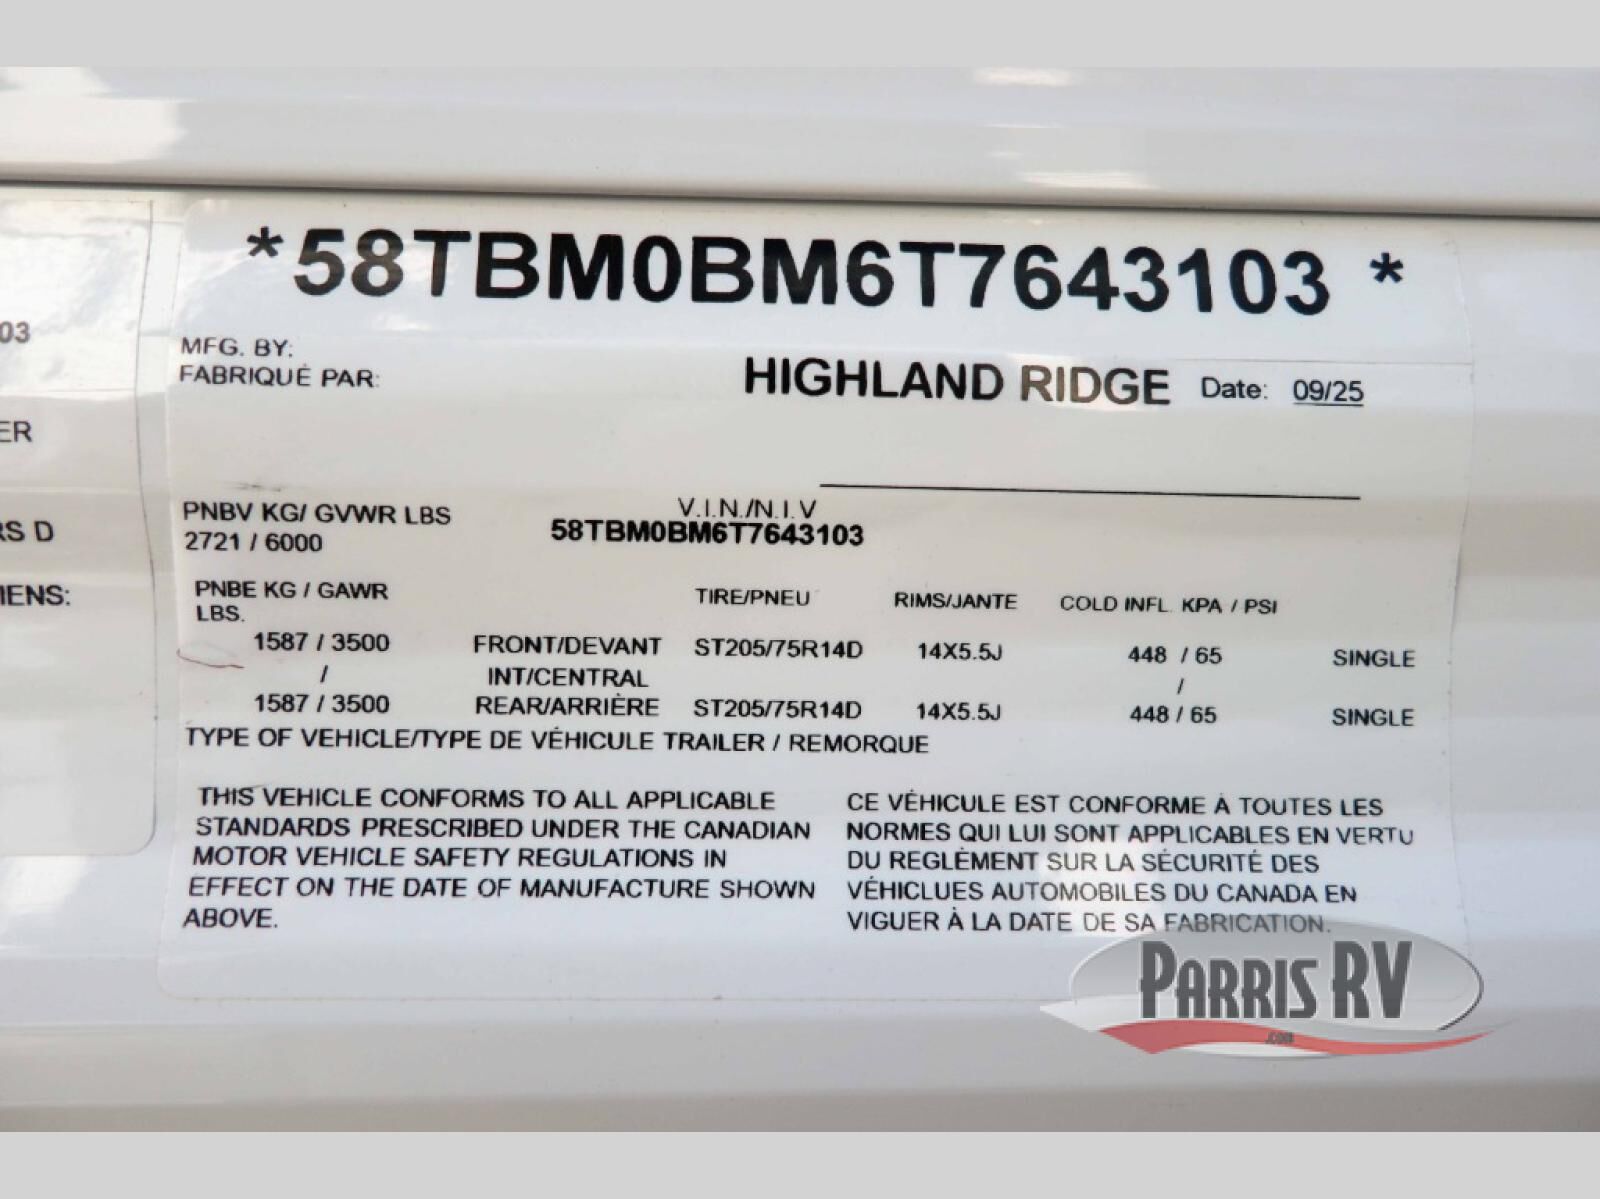 *58TBM0BM6T7643103 *
MFG. BY:
FABRIQUÉ PAR:
HIGHLAND RIDGE Date: 09/25
03
ER
RS D
IENS:
PNBV KG/ GVWR LBS
2721 / 6000
V.I.N./N.I.V
58TBM0BM6T7643103
PNBE KG / GAWR
LBS.
TIRE/PNEU RIMS/JANTE COLD INFL. KPA / PSI
1587 / 3500 FRONT/DEVANT ST205/75R14D 14X5.5J 448 / 65 SINGLE
/ INT/CENTRAL /
1587 / 3500 REAR/ARRIÈRE ST205/75R14D 14X5.5J 448 / 65 SINGLE
TYPE OF VEHICLE/TYPE DE VÉHICULE TRAILER / REMORQUE
THIS VEHICLE CONFORMS TO ALL APPLICABLE
STANDARDS PRESCRIBED UNDER THE CANADIAN
MOTOR VEHICLE SAFETY REGULATIONS IN
EFFECT ON THE DATE OF MANUFACTURE SHOWN
ABOVE.
CE VÉHICULE EST CONFORME À TOUTES LES
NORMES QUI LUI SONT APPLICABLES EN VERTU
DU REGLÈMENT SUR LA SÉCURITÉ DES
VÉHICLUES AUTOMOBILES DU CANADA EN
VIGUER À LA DATE DE SA FABRICATION.
PARRIS RV
.COM